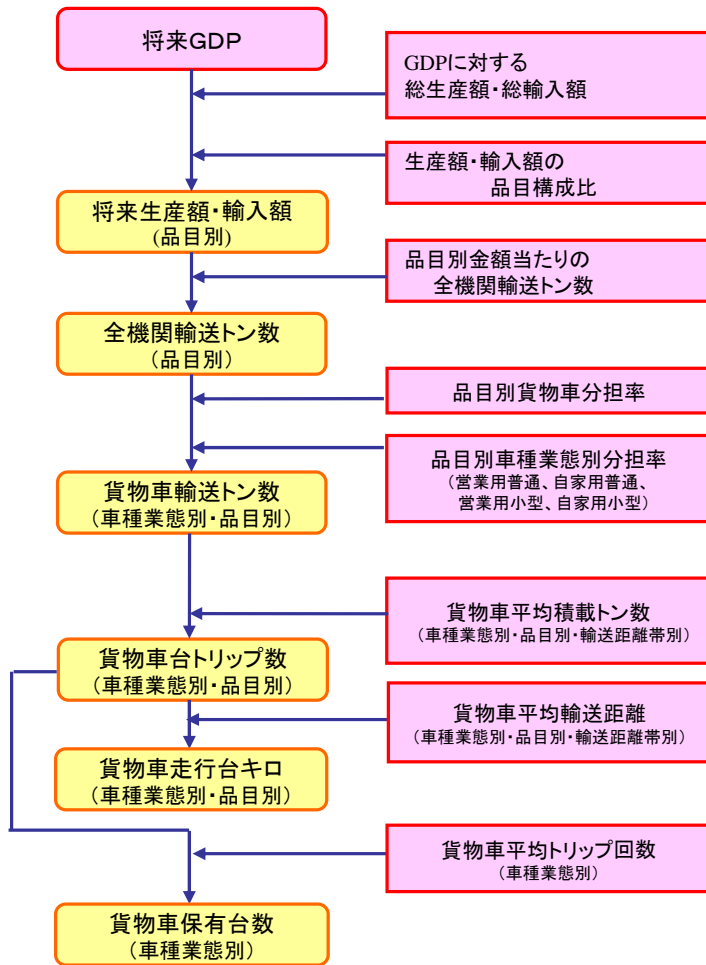 将来GDP
GDPに対する
総生産額・総輸入額
生産額・輸入額の
品目構成比
将来生産額・輸入額
(品目別)
品目別金額当たりの
全機関輸送トン数
全機関輸送トン数
(品目別)
品目別貨物車分担率
品目別車種業態別分担率
（営業用普通、自家用普通、
営業用小型、自家用小型）
貨物車輸送トン数
（車種業態別・品目別）
貨物車平均積載トン数
（車種業態別・品目別・輸送距離帯別）
貨物車台トリップ数
（車種業態別・品目別）
貨物車平均輸送距離
（車種業態別・品目別・輸送距離帯別）
貨物車走行台キロ
（車種業態別・品目別）
貨物車平均トリップ回数
（車種業態別）
貨物車保有台数
（車種業態別）